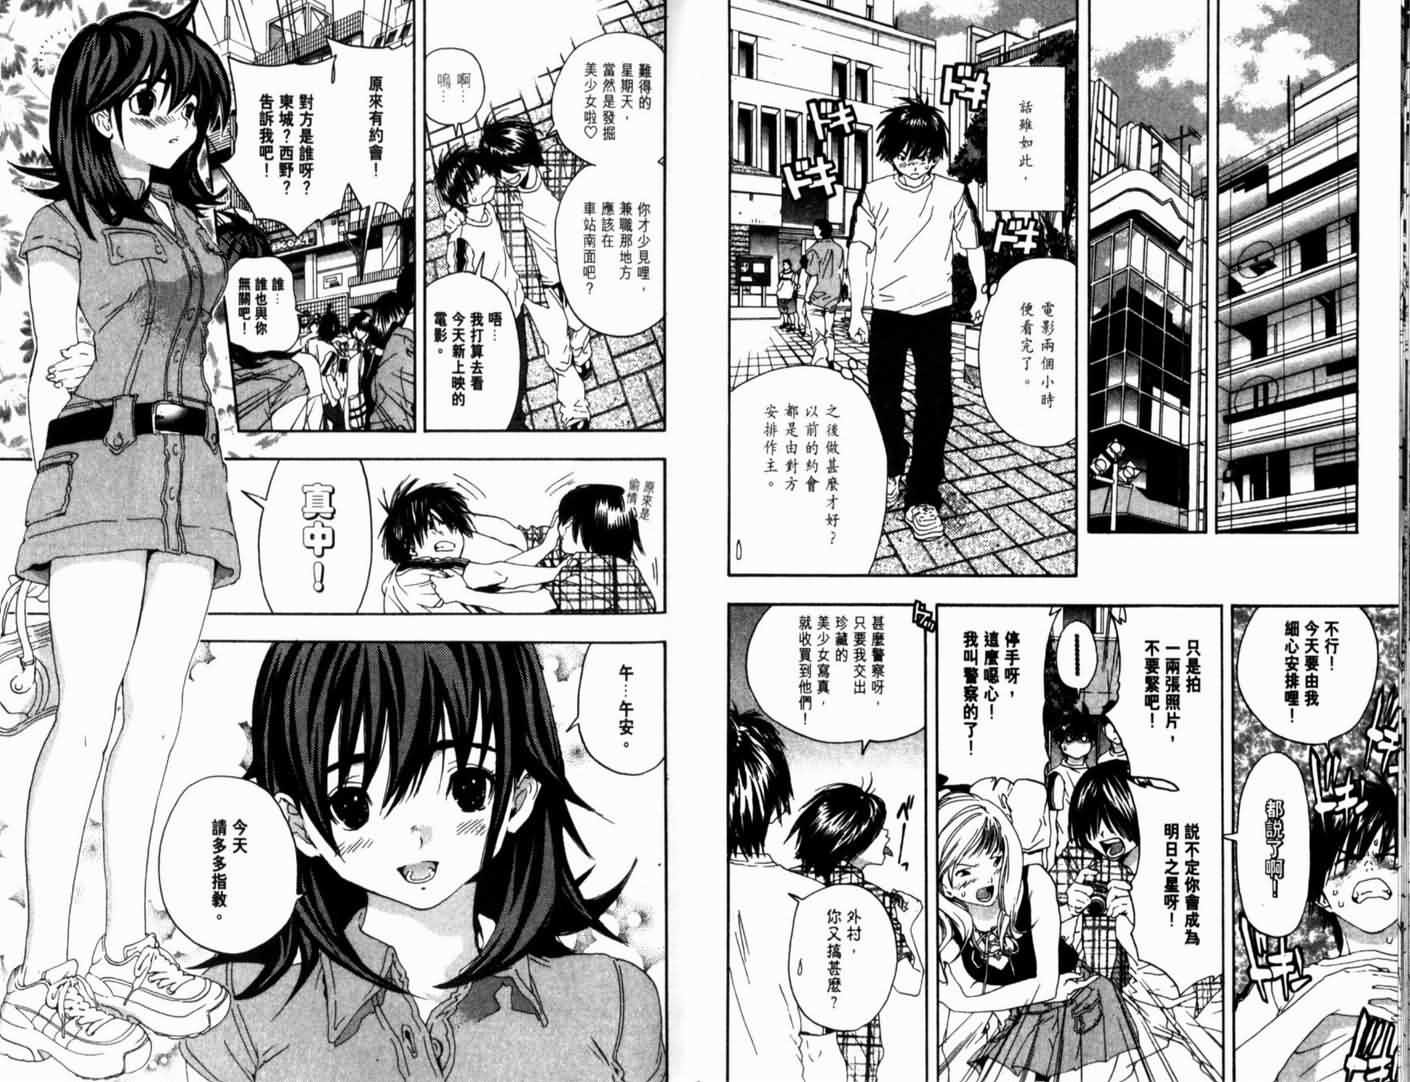 ドキ
ドキ
ドキ
ドキ
話雖如此，
電影兩個小時
便看完了。
之後做甚麼才好？
以前的約會
都是由對方
安排作主。
不行！
今天要由我
細心安排哩！
都說了啊！
ドキ
ドキ
ドキ
只是拍
一兩張照片，
不要緊吧！
說不定你會成為
明日之星呀！
停手呀，
這麼噁心！
我叫警察的了！
甚麼警察呀，
只要我交出
珍藏的
美少女寫真，
就收買到他們！
外村，
你又搞甚麼？
難得的
星期天，
當然是發掘
美少女啦♡
啊…
嗚…
你才少見哩，
兼職那地方
應該在
車站南面吧？
唔…
我打算去看
今天新上映的
電影。
原來有約會！
對方是誰呀？
東城？西野？
告訴我吧！
誰…
誰也與你
無關吧！
原來是
偷情
真中！
午…午安。
今天
請多多指教。